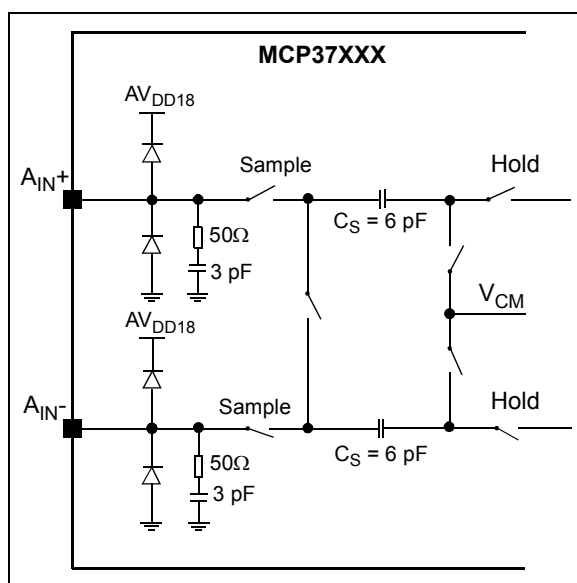 MCP37XXX
AVDD18
AIN+
Sample
Hold
CS = 6 pF
50Ω
3 pF
VCM
AVDD18
AIN-
Sample
Hold
CS = 6 pF
50Ω
3 pF